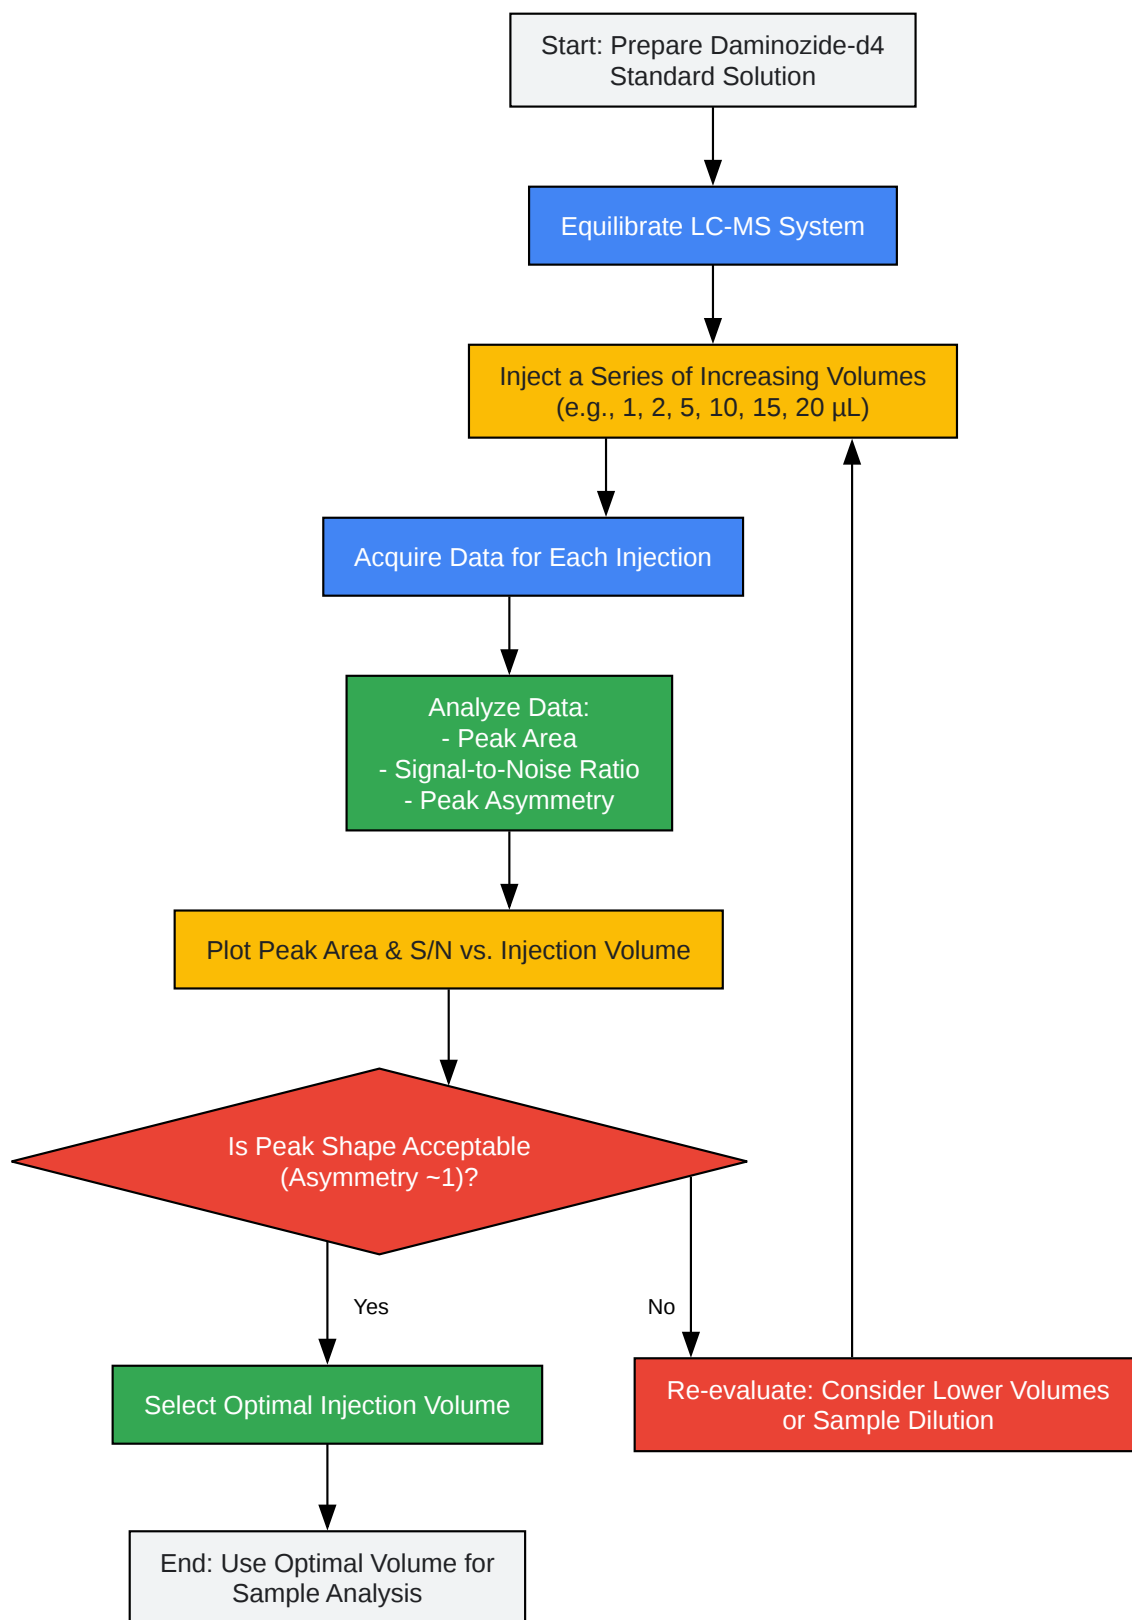 Start: Prepare Daminozide-d4
Standard Solution
Equilibrate LC-MS System
Inject a Series of Increasing Volumes
(e.g., 1, 2, 5, 10, 15, 20 µL)
Acquire Data for Each Injection
Analyze Data:
- Peak Area
- Signal-to-Noise Ratio
- Peak Asymmetry
Plot Peak Area & S/N vs. Injection Volume
Is Peak Shape Acceptable
(Asymmetry ~1)?
Yes
No
Select Optimal Injection Volume
Re-evaluate: Consider Lower Volumes
or Sample Dilution
End: Use Optimal Volume for
Sample Analysis